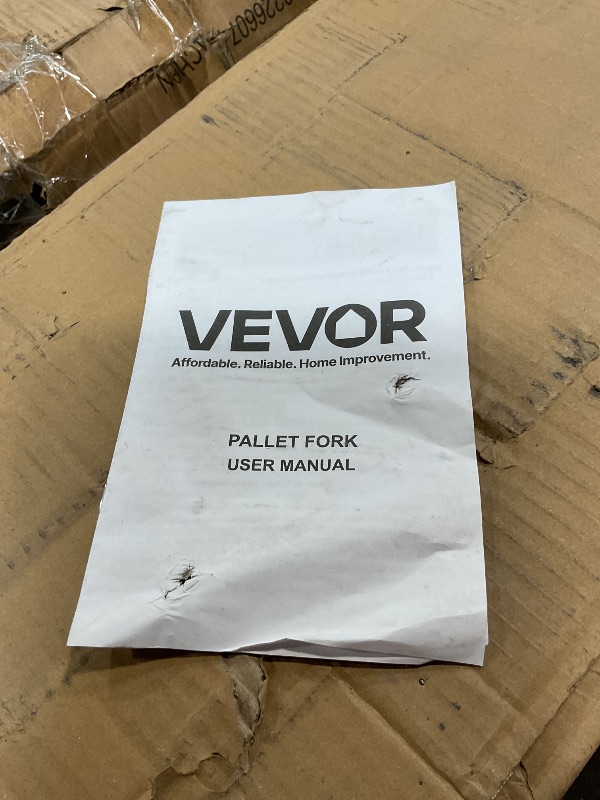 VEVOR
Affordable. Reliable. Home Improvement.
PALLET FORK
USER MANUAL